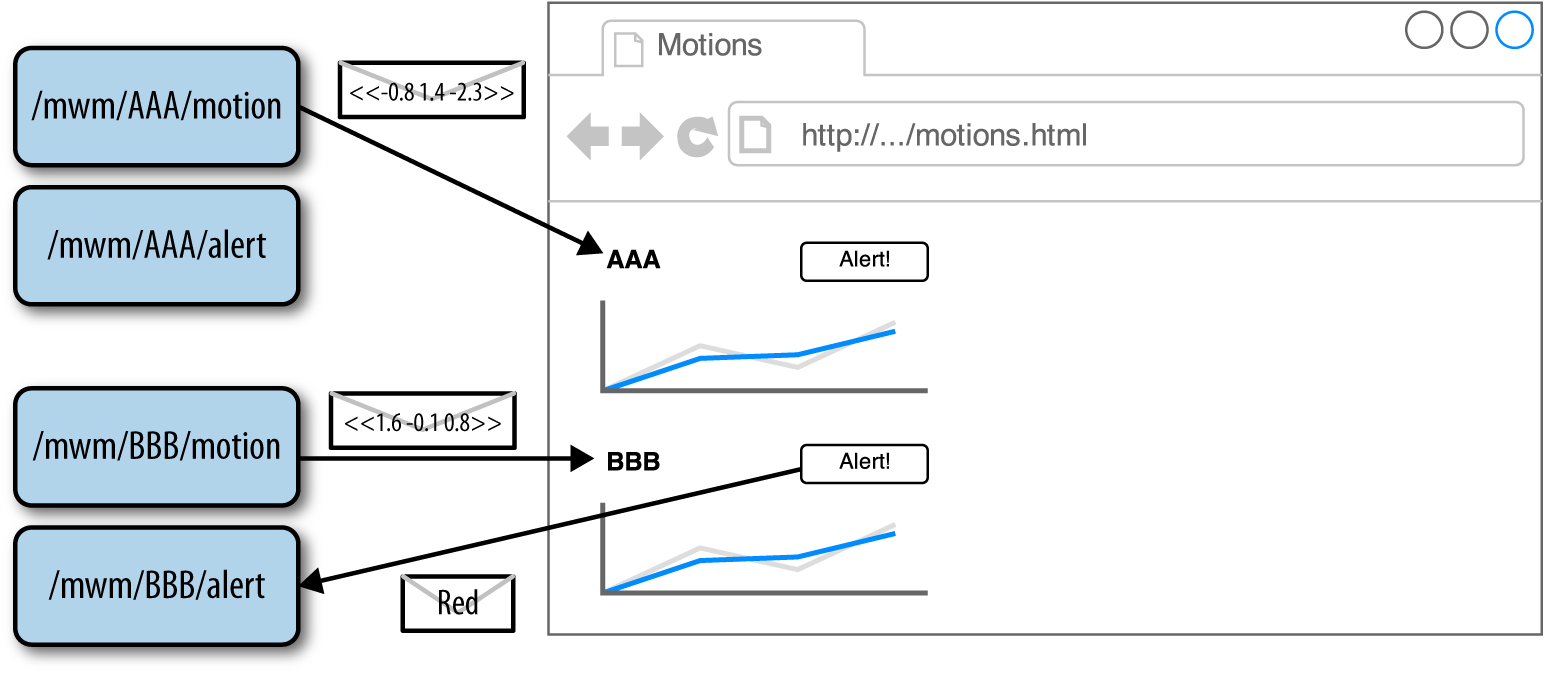 /mwm/AAA/motion
<<-0.8 1.4 -2.3>>
/mwm/AAA/alert
/mwm/BBB/motion
<<1.6 -0.1 0.8>>
/mwm/BBB/alert
Red
Motions
http://.../motions.html
AAA
Alert!
BBB
Alert!